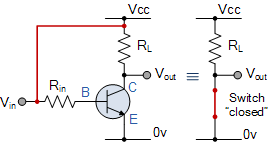 Vcc
Vcc
RL
RL
Rin
C
Vout
Vout
B
Vin
E
Switch
"closed"
0v
0v